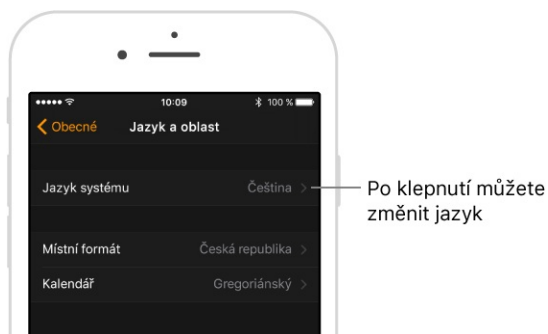 10:09
100 %
Obecné
Jazyk a oblast
Jazyk systému
Čeština
Po klepnutí můžete
změnit jazyk
Místní formát
Česká republika
Kalendář
Gregoriánský